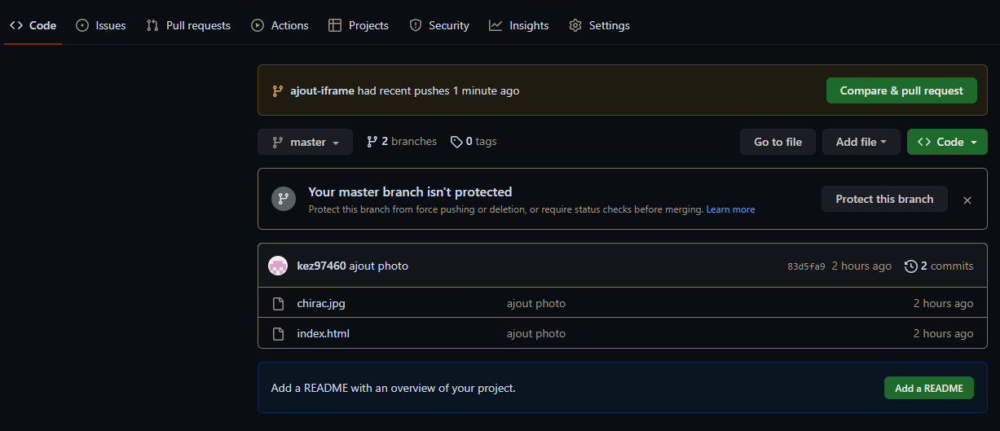 Code Issues Pull requests Actions Projects Security Insights Settings
ajout-iframe had recent pushes 1 minute ago Compare & pull request
master 2 branches 0 tags Go to file Add file Code
Your master branch isn't protected
Protect this branch from force pushing or deletion, or require status checks before merging. Learn more Protect this branch
kez97460 ajout photo 83d5fa9 2 hours ago 2 commits
chirac.jpg ajout photo 2 hours ago
index.html ajout photo 2 hours ago
Add a README with an overview of your project. Add a README